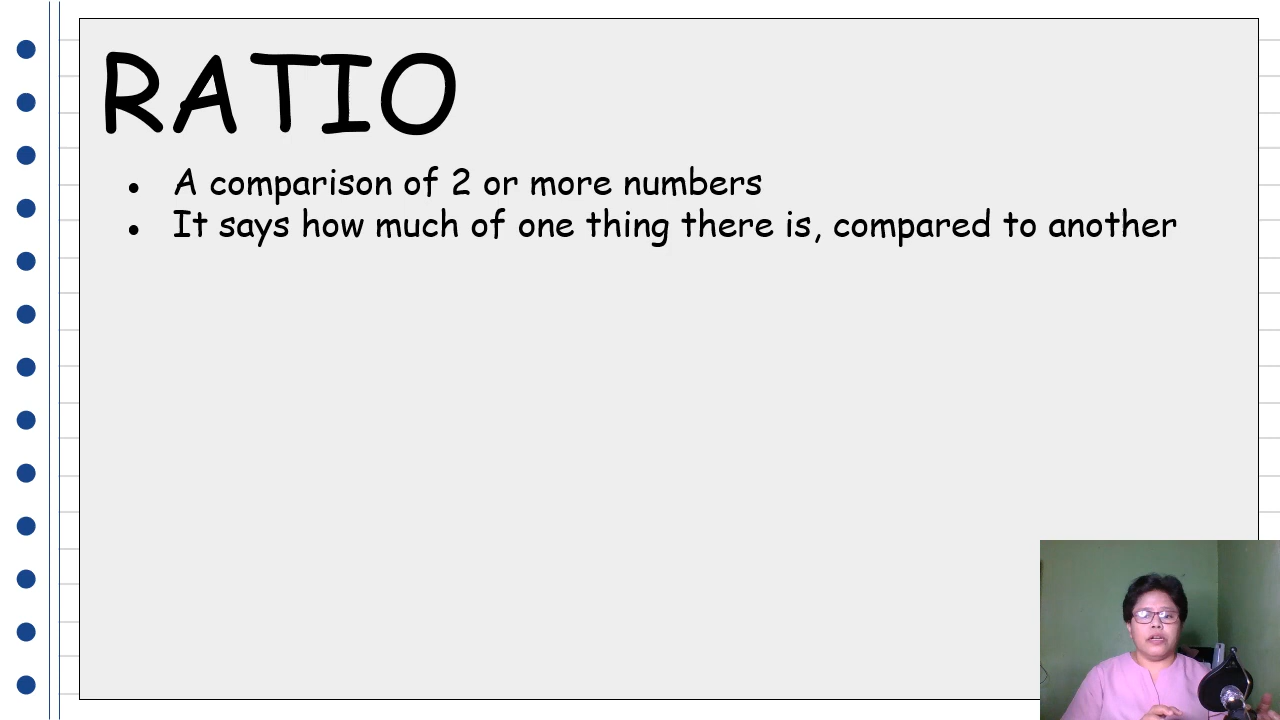 RATIO
● A comparison of 2 or more numbers
● It says how much of one thing there is, compared to another